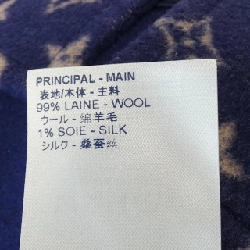 PRINCIPAL - MAIN
表地/本体 - 主料
99% LAINE - WOOL
ウール - 綿羊毛
1% SOIE - SILK
シルク - 桑蚕丝